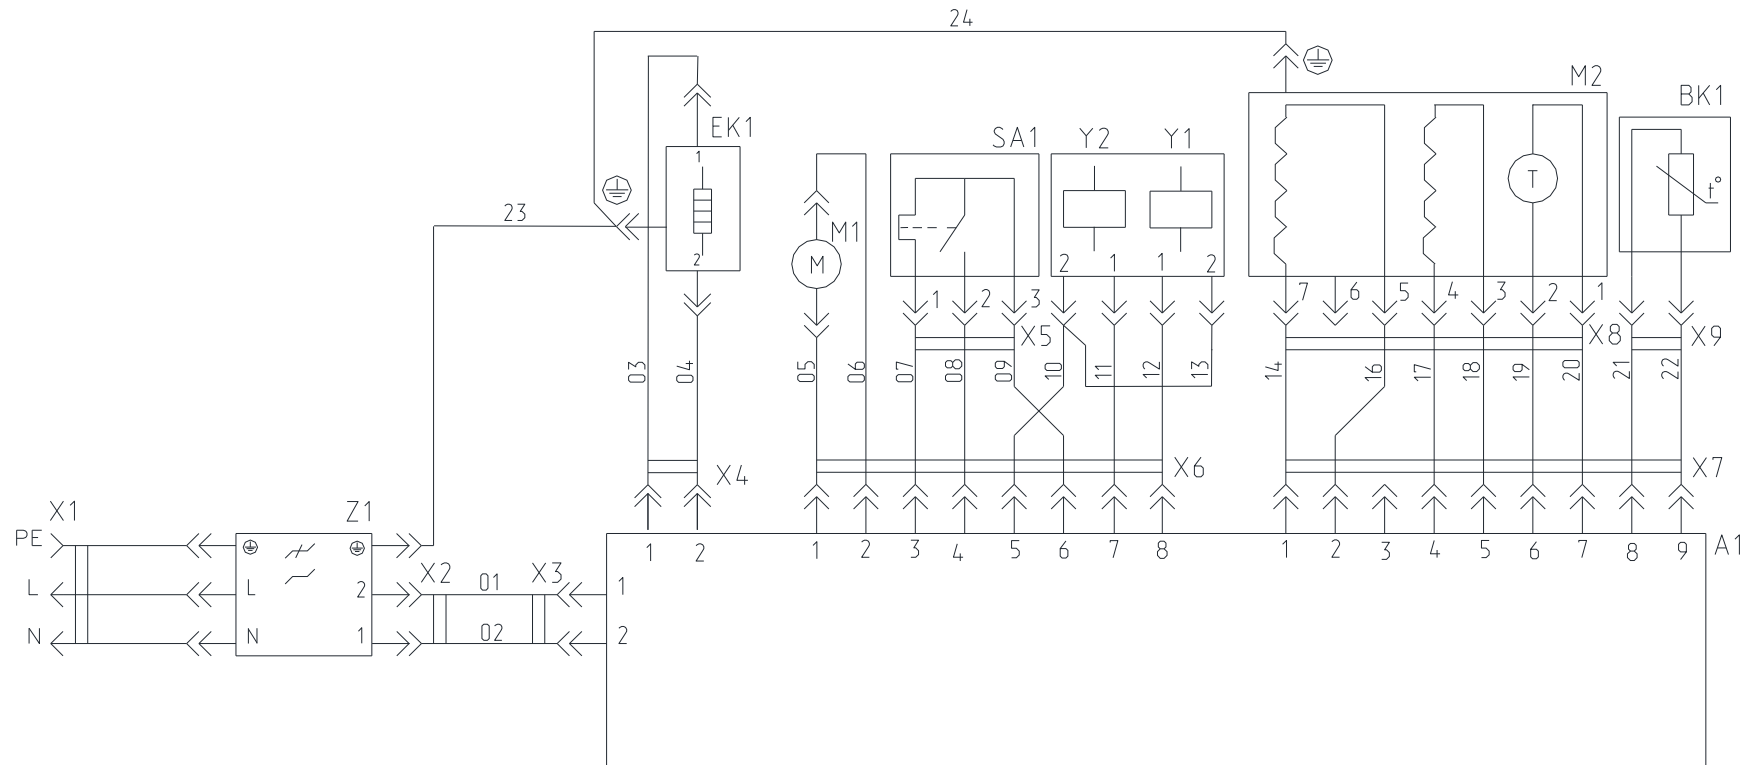 24
M2
BK1
EK1
1
SA1
Y2 Y1
T
t°
23
M1
M
2
2 1 1 2
1 2 3
7 6 5 4 3 2 1
X5
X8
X9
03 04 05 06 07 08 09 10 11 12 13 14 16 17 18 19 20 21 22
X4
X6
X7
X1
Z1
PE
1 2
1 2 3 4 5 6 7 8
1 2 3 4 5 6 7 8 9
A1
X2 01 X3
L L 2 1
N N 1 02 2